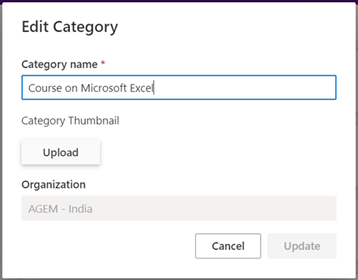 Edit Category
Category name *
Course on Microsoft Excel
Category Thumbnail
Upload
Organization
AGEM - India
Cancel
Update